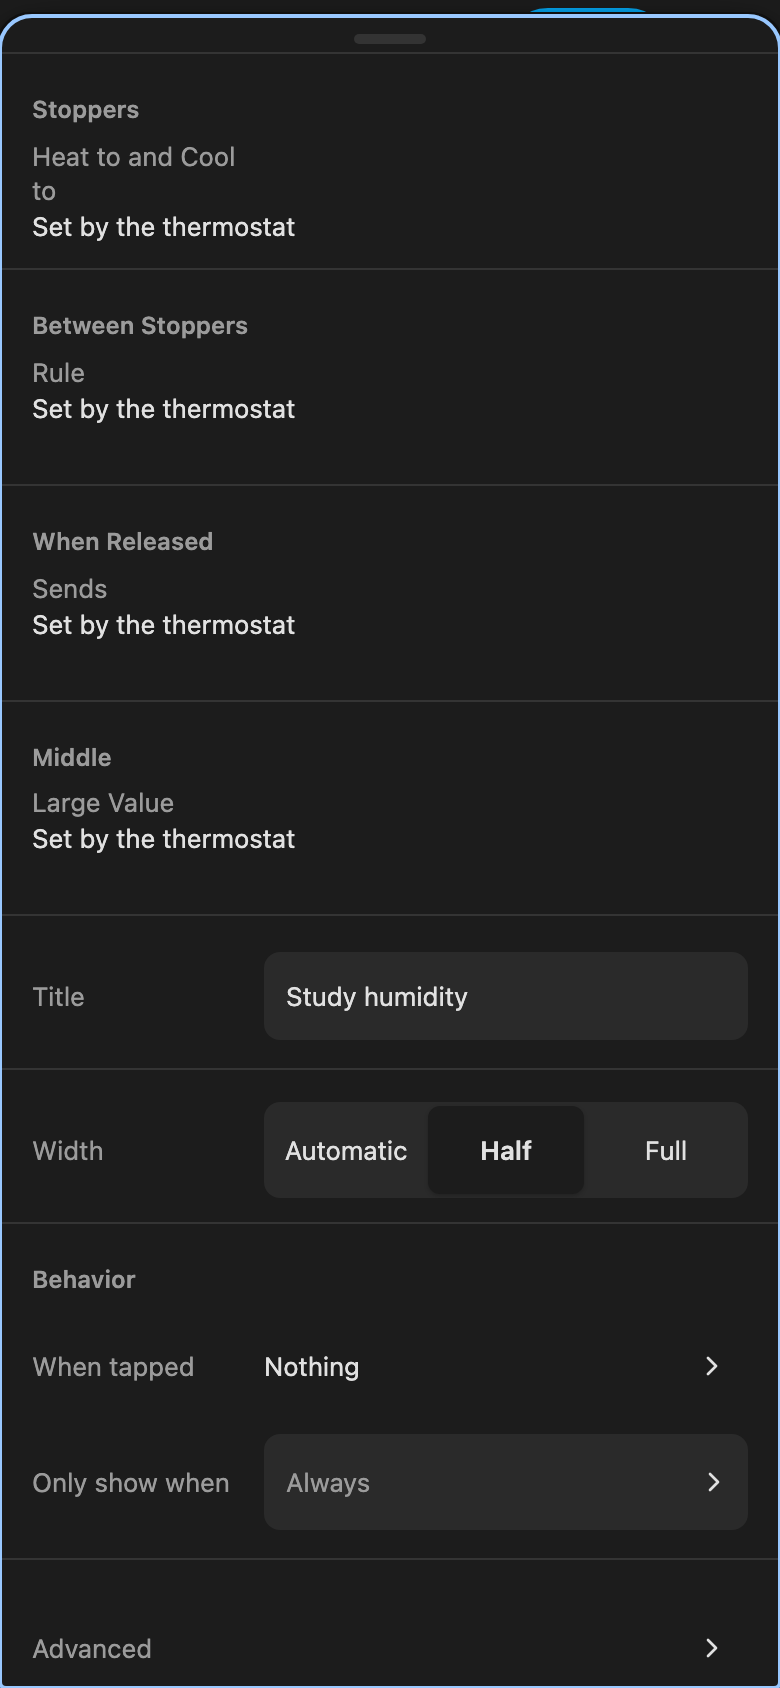 Stoppers
Heat to and Cool
to
Set by the thermostat
Between Stoppers
Rule
Set by the thermostat
When Released
Sends
Set by the thermostat
Middle
Large Value
Set by the thermostat
Title
Study humidity
Width
Automatic
Half
Full
Behavior
When tapped
Nothing
Only show when
Always
Advanced